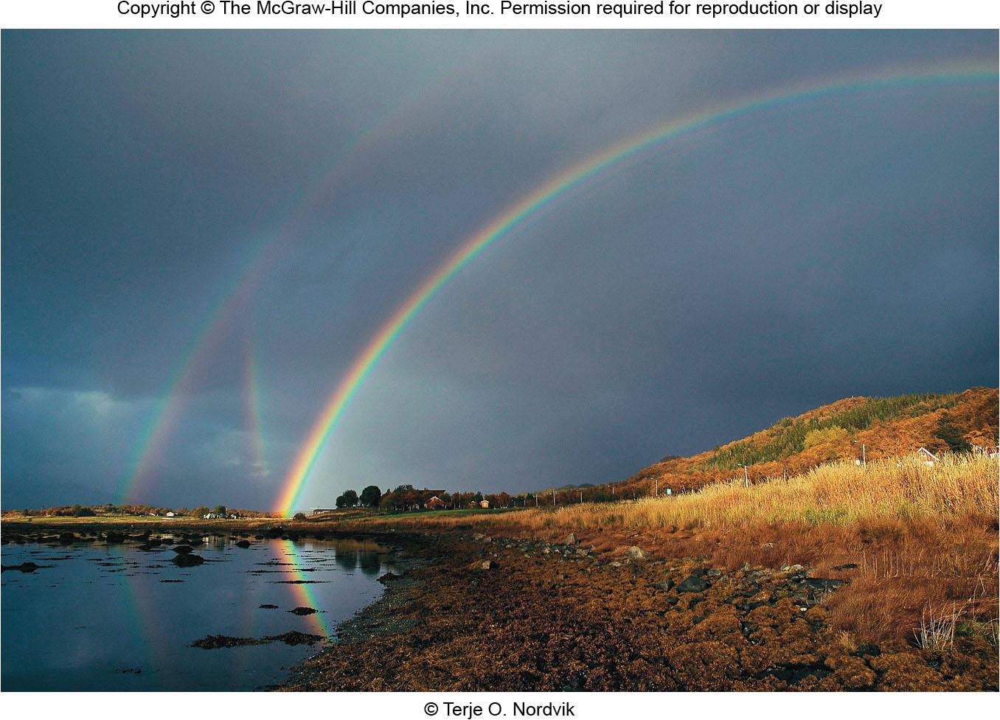 Copyright © The McGraw-Hill Companies, Inc. Permission required for reproduction or display
© Terje O. Nordvik